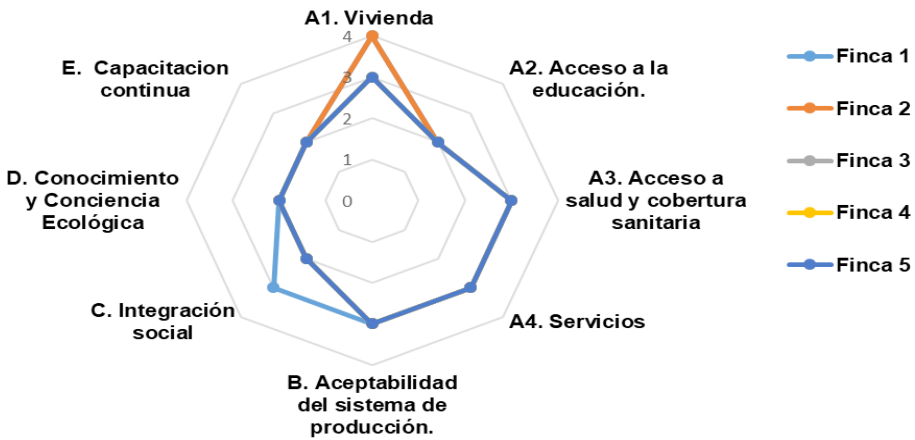 A1. Vivienda
A2. Acceso a la
educación.
A3. Acceso a
salud y cobertura
sanitaria
A4. Servicios
B. Aceptabilidad
del sistema de
producción.
C. Integración
social
D. Conocimiento
y Conciencia
Ecológica
E.  Capacitacion
continua
4
3
2
1
0
Finca 1
Finca 2
Finca 3
Finca 4
Finca 5